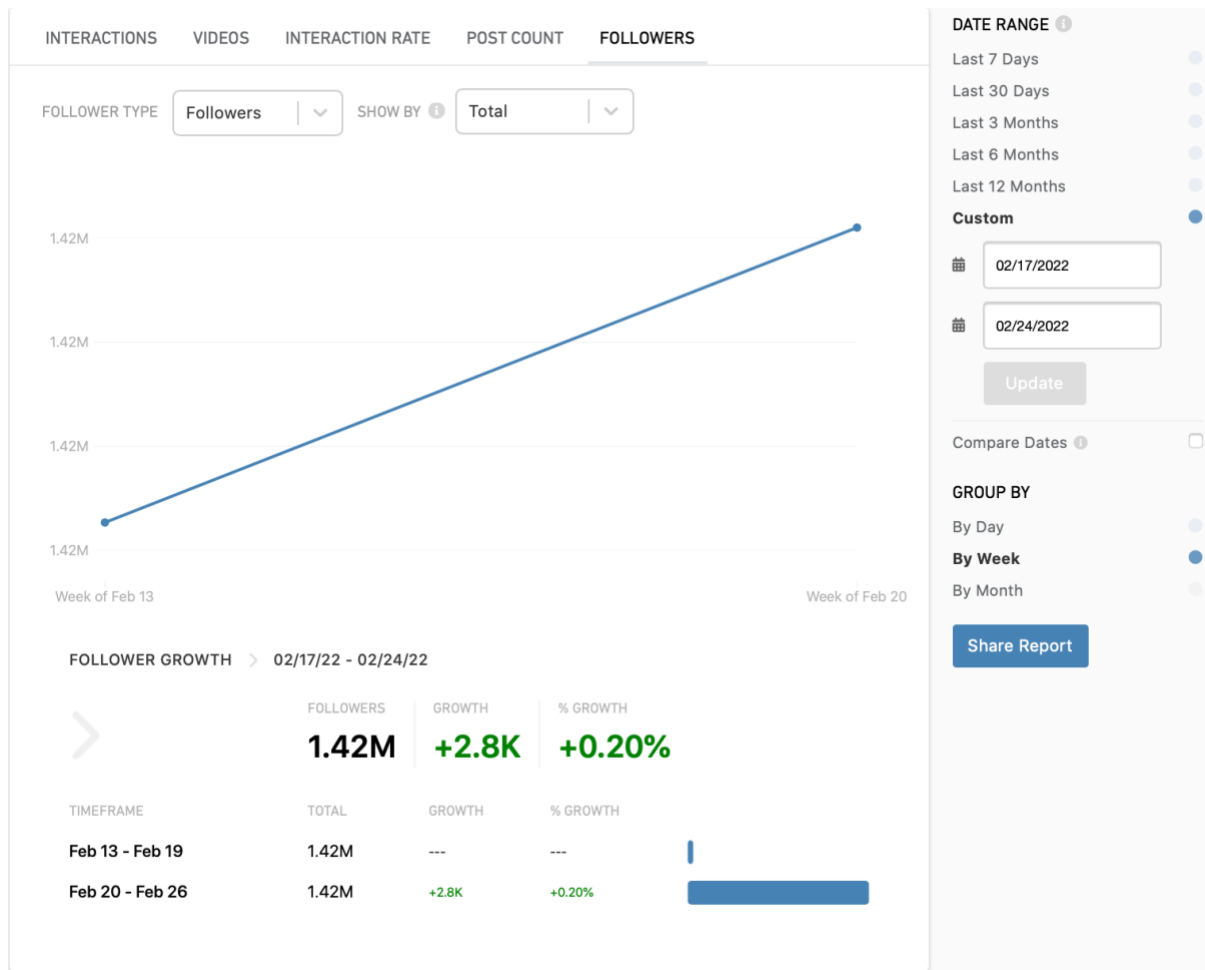 INTERACTIONS VIDEOS INTERACTION RATE POST COUNT FOLLOWERS
FOLLOWER TYPE Followers SHOW BY Total
1.42M
1.42M
1.42M
1.42M
Week of Feb 13 Week of Feb 20
FOLLOWER GROWTH 02/17/22 - 02/24/22
FOLLOWERS GROWTH % GROWTH
1.42M +2.8K +0.20%
TIMEFRAME TOTAL GROWTH % GROWTH
Feb 13 - Feb 19 1.42M --- ---
Feb 20 - Feb 26 1.42M +2.8K +0.20%
DATE RANGE
Last 7 Days
Last 30 Days
Last 3 Months
Last 6 Months
Last 12 Months
Custom
02/17/2022
02/24/2022
Update
Compare Dates
GROUP BY
By Day
By Week
By Month
Share Report